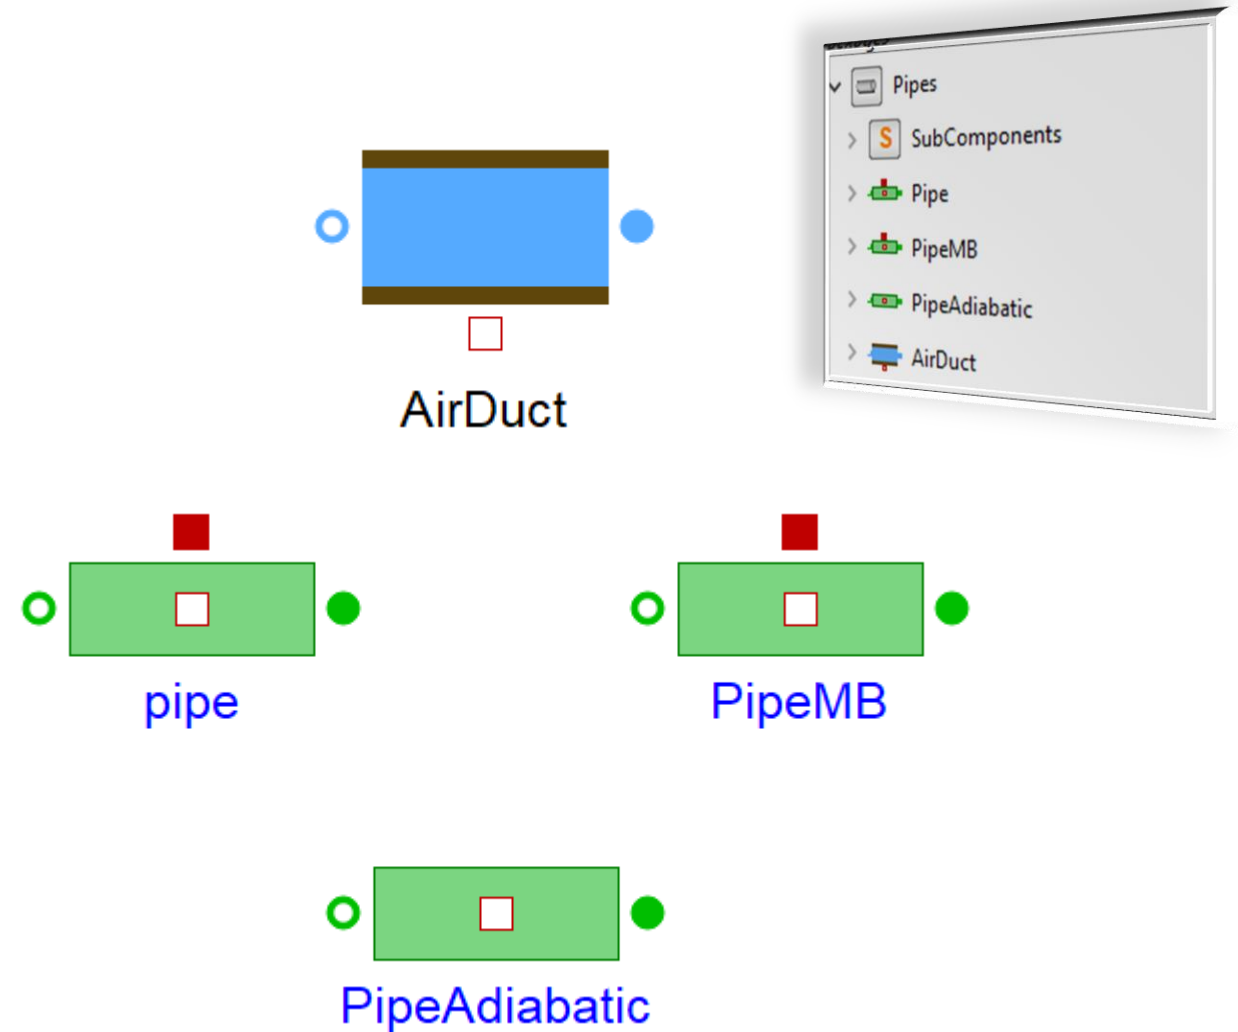 Pipes
S SubComponents
Pipe
PipeMB
PipeAdiabatic
AirDuct
AirDuct
pipe
PipeMB
PipeAdiabatic